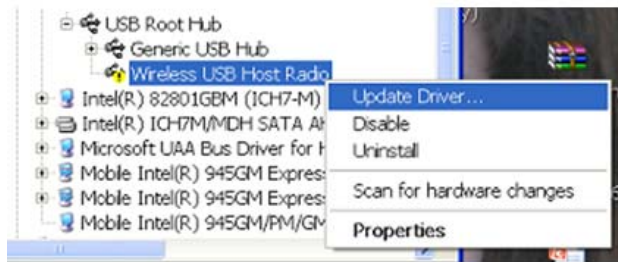 USB Root Hub
Generic USB Hub
Wireless USB Host Radio
Intel(R) 82801GBM (ICH7-M)
Intel(R) ICH7M/MDH SATA
Microsoft UAA Bus Driver for
Mobile Intel(R) 945GM
Mobile Intel(R) 945GM
Mobile Intel(R) 945GM/PM/GM
Update Driver...
Disable
Uninstall
Scan for hardware changes
Properties